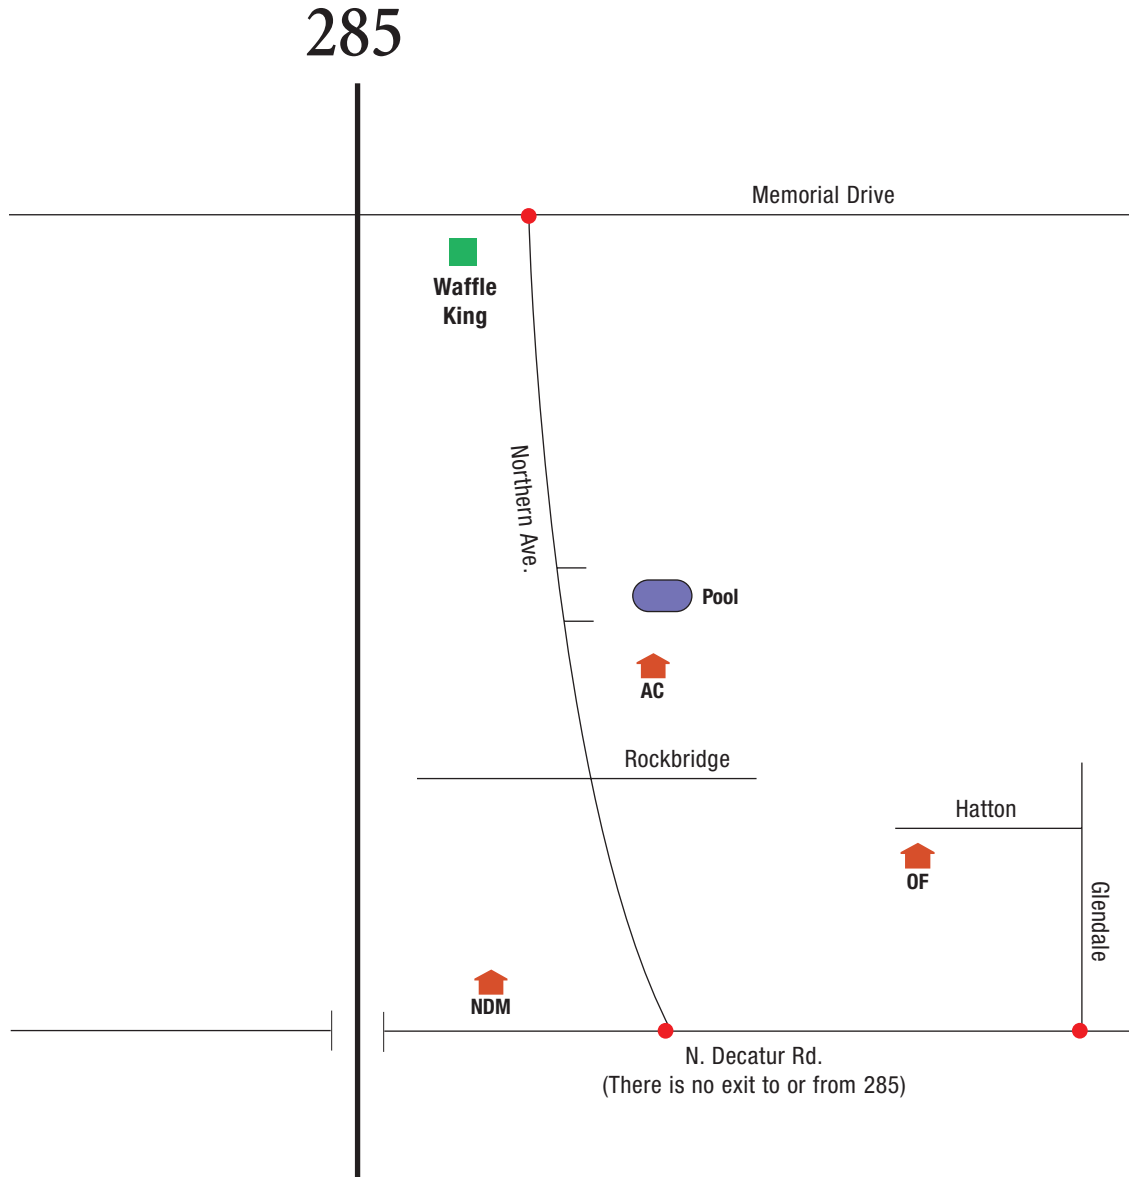 285
Memorial Drive
Waffle
King
Northern Ave.
Pool
AC
Rockbridge
Hatton
OF
Glendale
NDM
N. Decatur Rd.
(There is no exit to or from 285)